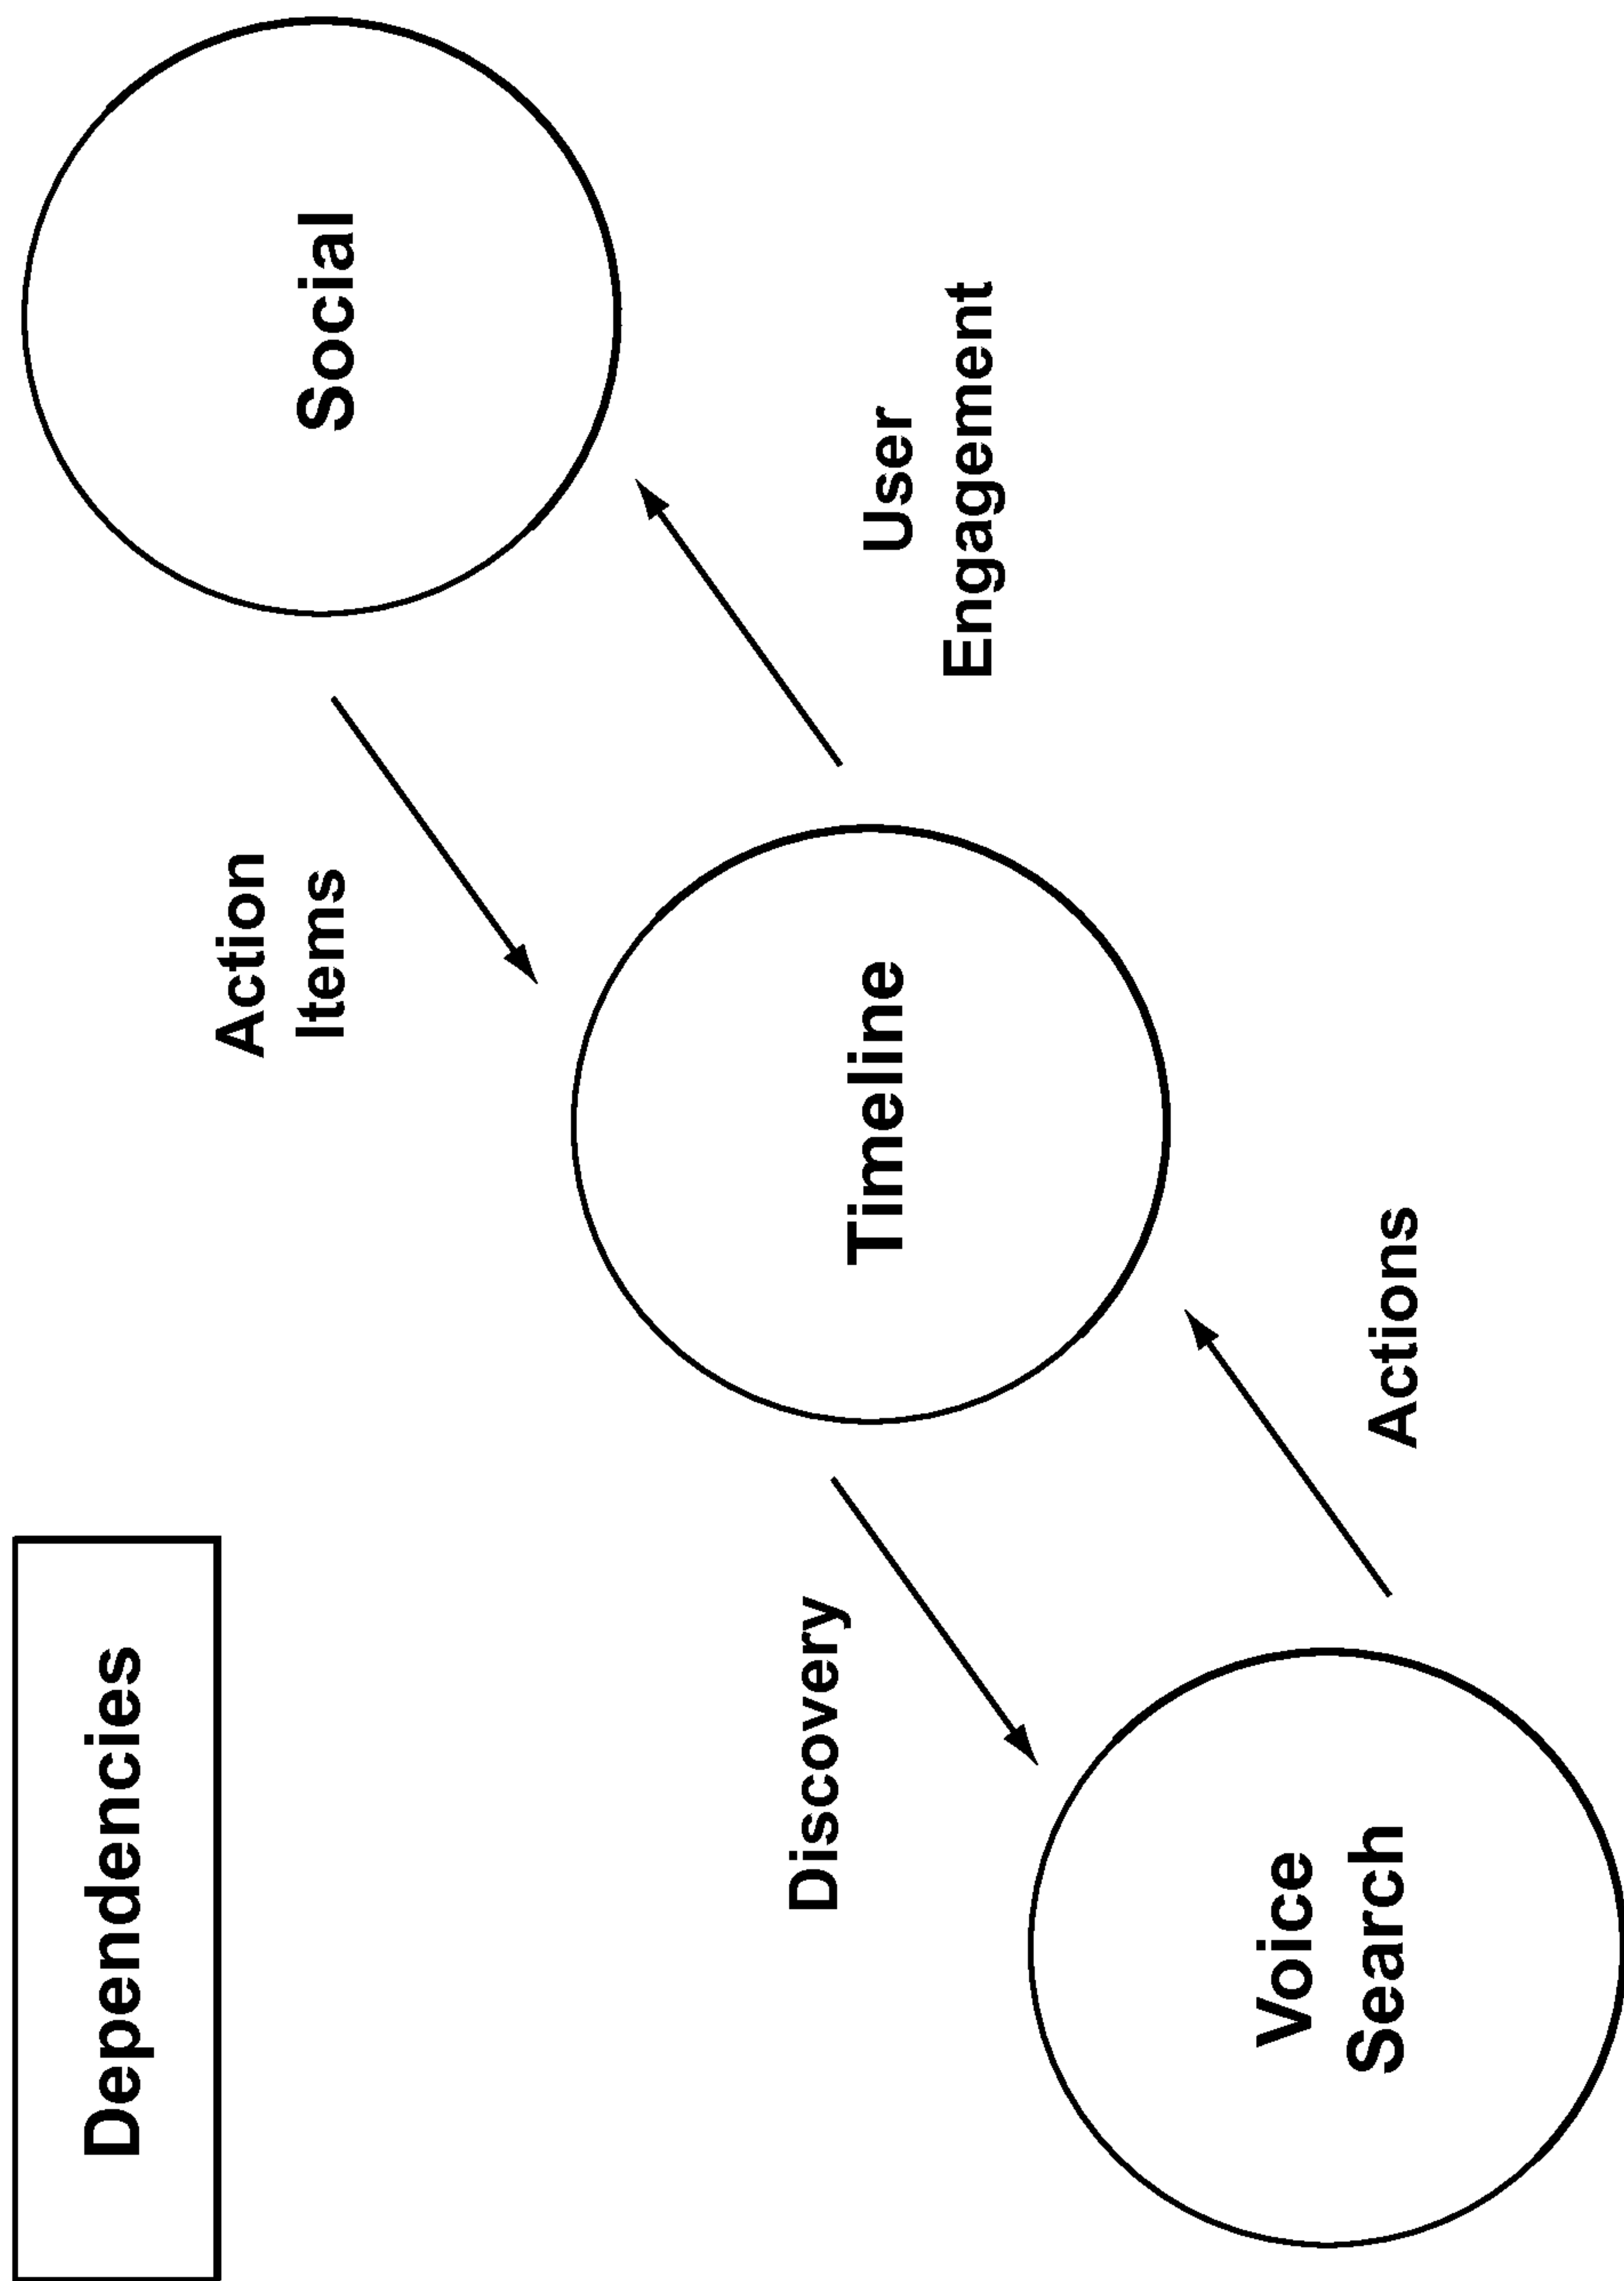 Dependencies
Action
Items
Social
Discovery
Timeline
User
Engagement
Voice
Search
Actions